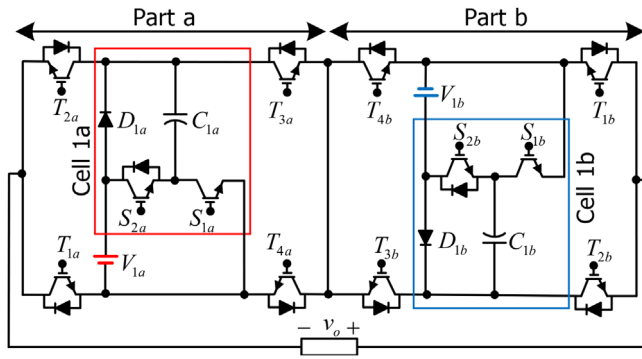 Part a
Part b
T2a
D1a
C1a
T3a
T4b
V1b
T1b
Cell 1a
S2a
S1a
S2b
S1b
Cell 1b
T1a
V1a
T4a
T3b
D1b
C1b
T2b
− vo +